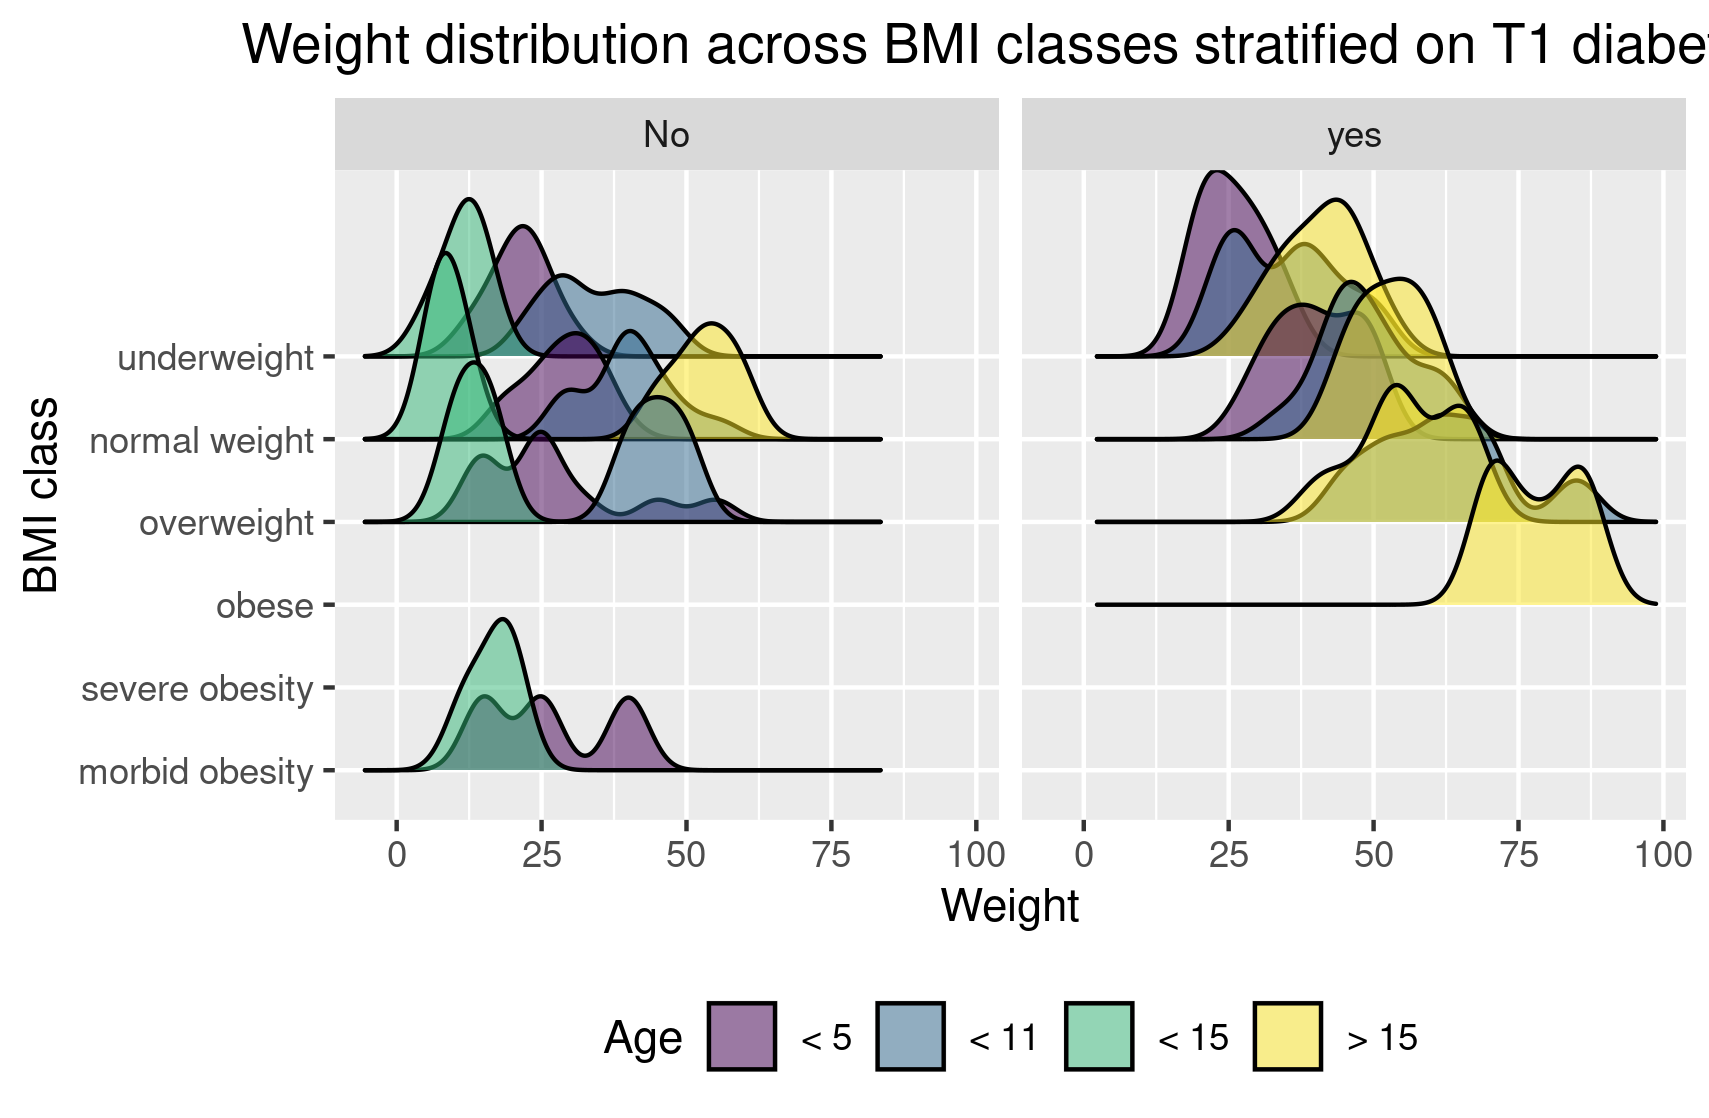 Weight distribution across BMI classes stratified on T1
No
yes
BMI class
underweight
normal weight
overweight
obese
severe obesity
morbid obesity
0 25 50 75 100
0 25 50 75 100
Weight
Age < 5 < 11 < 15 > 15